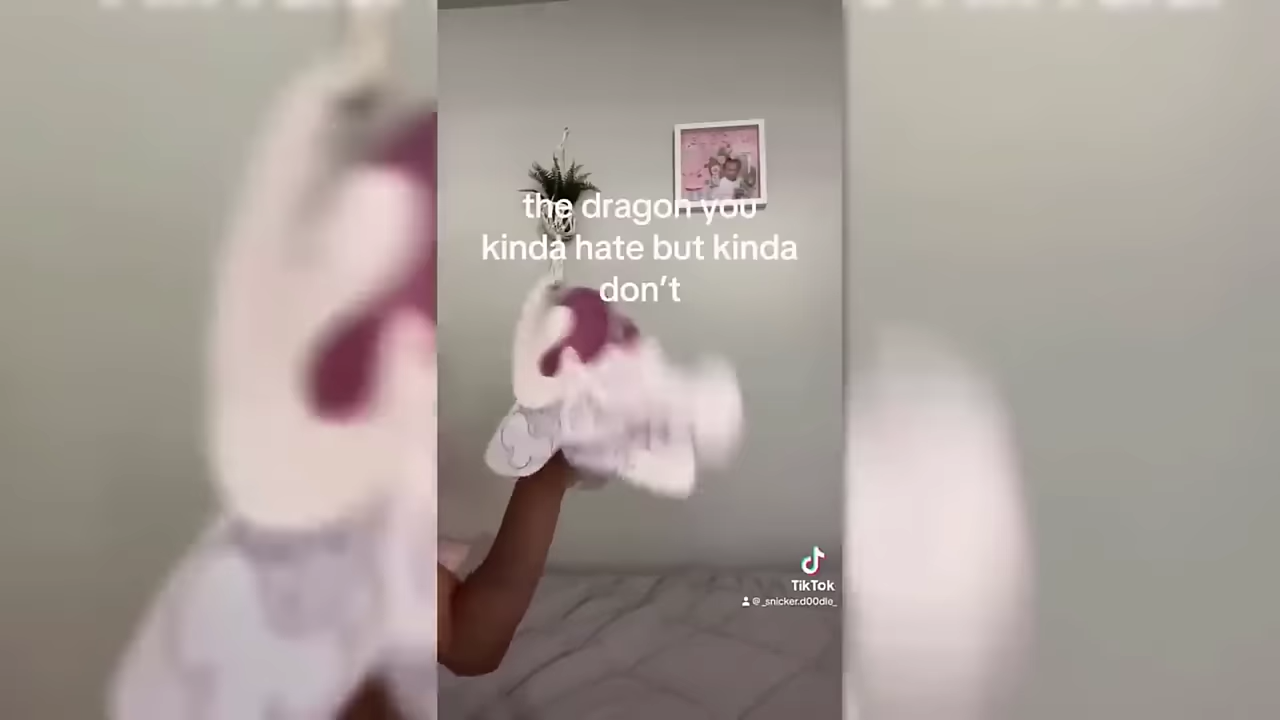 the dragon you
kinda hate but kinda
don't
TikTok
@_snicker.d00dle_